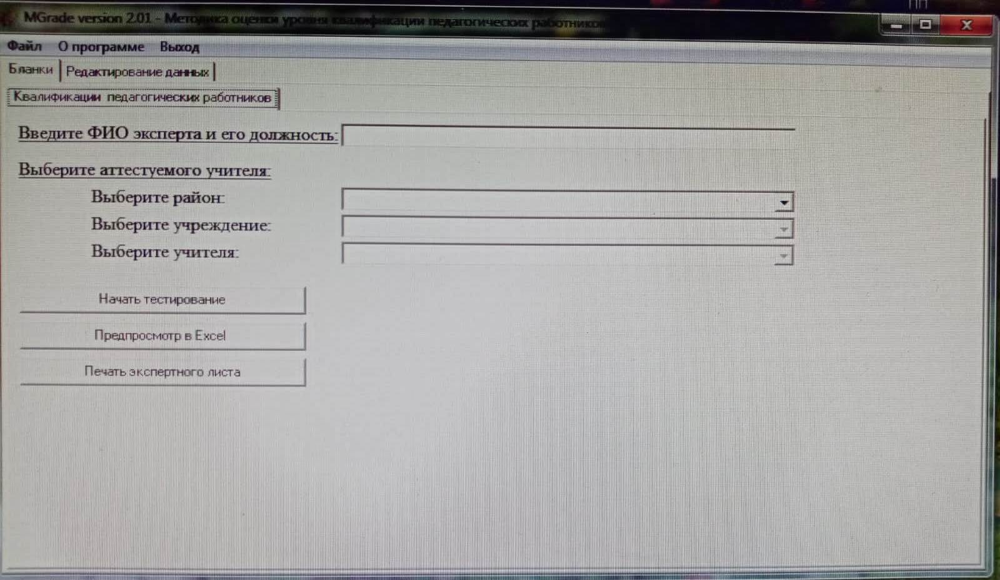 ПП
MGrade version 2.01 - Методика оценки уровня квалификации педагогических работников
Файл О программе Выход
Бланки Редактирование данных
Квалификации педагогических работников
Введите ФИО эксперта и его должность:
Выберите аттестуемого учителя:
Выберите район:
Выберите учреждение:
Выберите учителя:
Начать тестирование
Предпросмотр в Excel
Печать экспертного листа